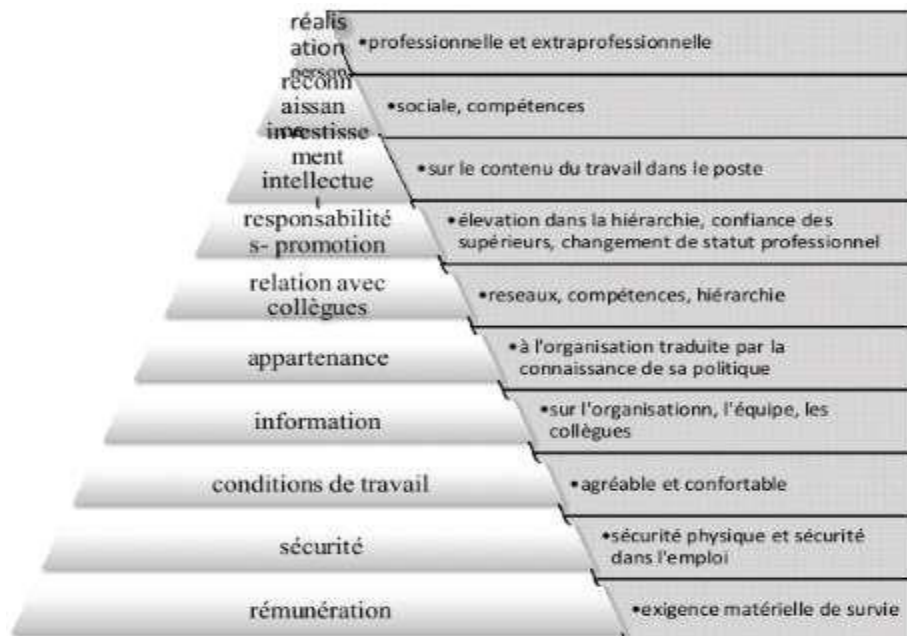 réalis
ation
person
•professionnelle et extraprofessionnelle
reconn
aissan
•sociale, compétences
investisse
ment
intellectue
l
•sur le contenu du travail dans le poste
responsabilité
s- promotion
•élevation dans la hiérarchie, confiance des
supérieurs, changement de statut professionnel
relation avec
collègues
•reseaux, compétences, hiérarchie
appartenance
•à l'organisation traduite par la
connaissance de sa politique
information
•sur l'organisationn, l'équipe, les
collègues
conditions de travail
•agréable et confortable
sécurité
•sécurité physique et sécurité
dans l'emploi
rémunération
•exigence matérielle de survie